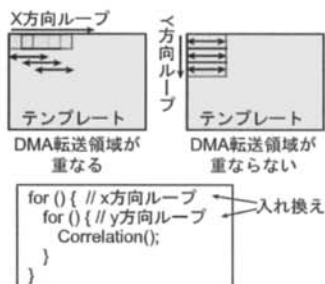 X方向ループ
テンプレート
DMA転送領域が
重なる
Y方向ループ
テンプレート
DMA転送領域が
重ならない
for () { // x方向ループ
for () { // y方向ループ
Correlation();
}
}
入れ換え